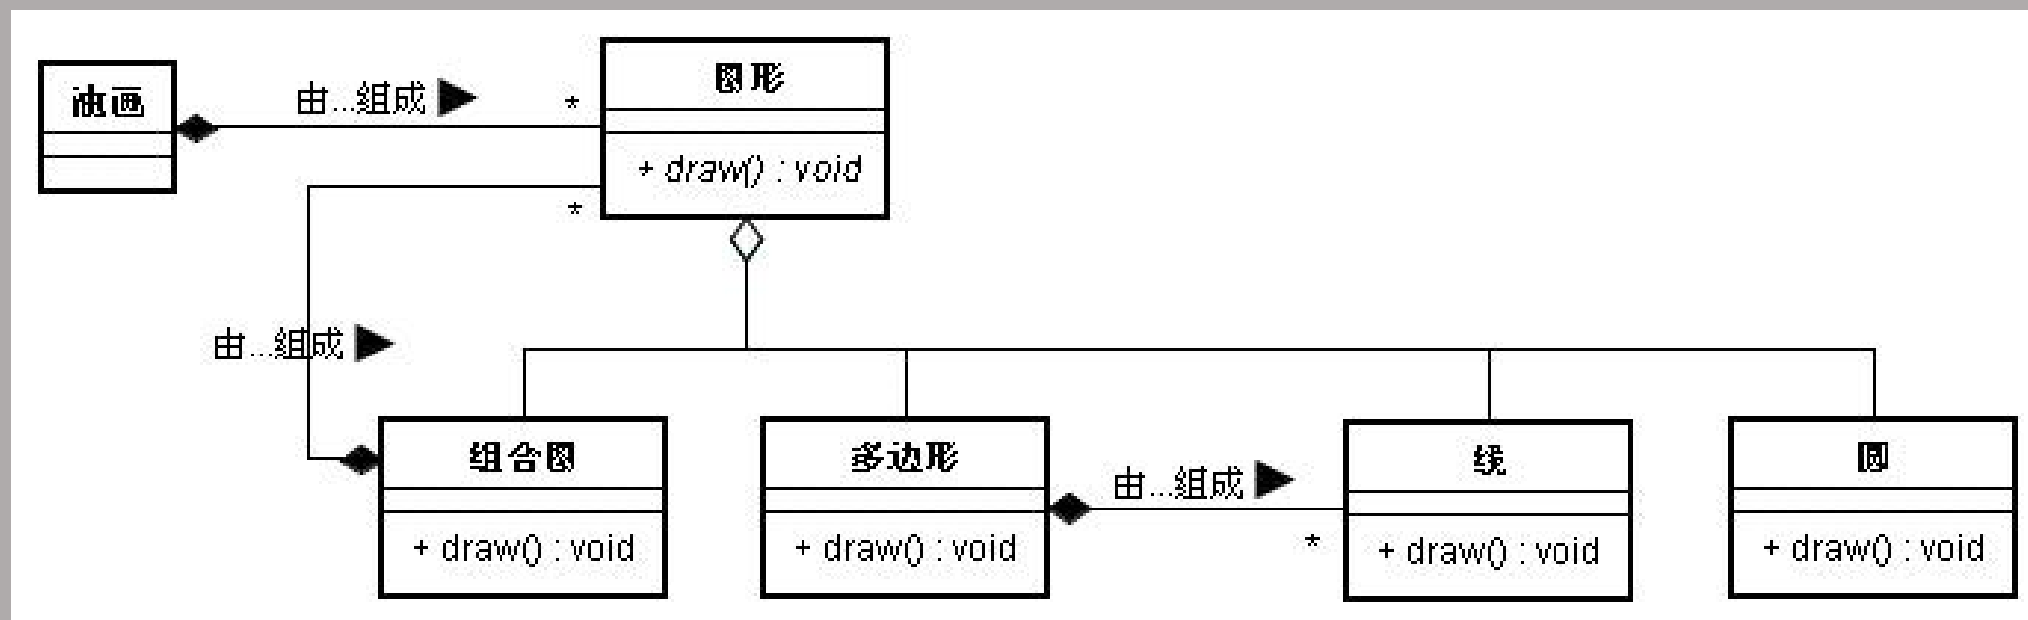 油画
由...组成
*
图形
+ draw() : void
*
由...组成
组合图
+ draw() : void
多边形
+ draw() : void
由...组成
*
线
+ draw() : void
圆
+ draw() : void